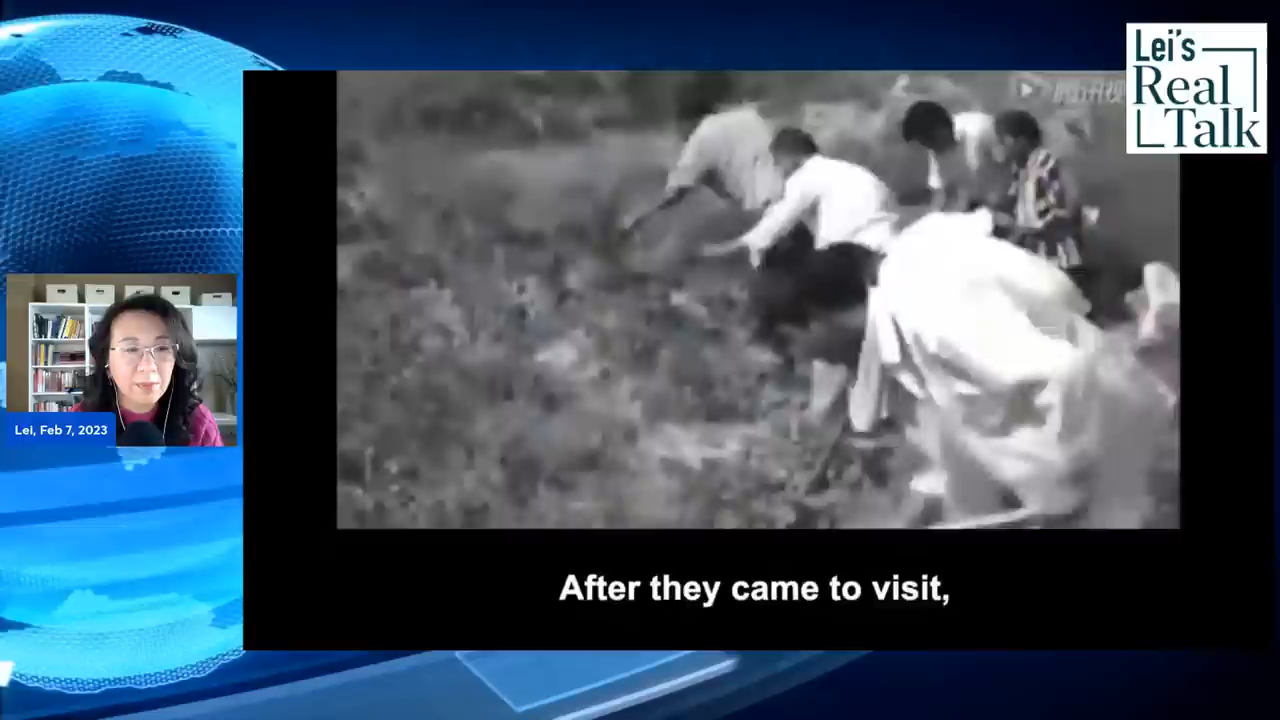 Lei's
Real
Talk
Lei, Feb 7, 2023
After they came to visit,